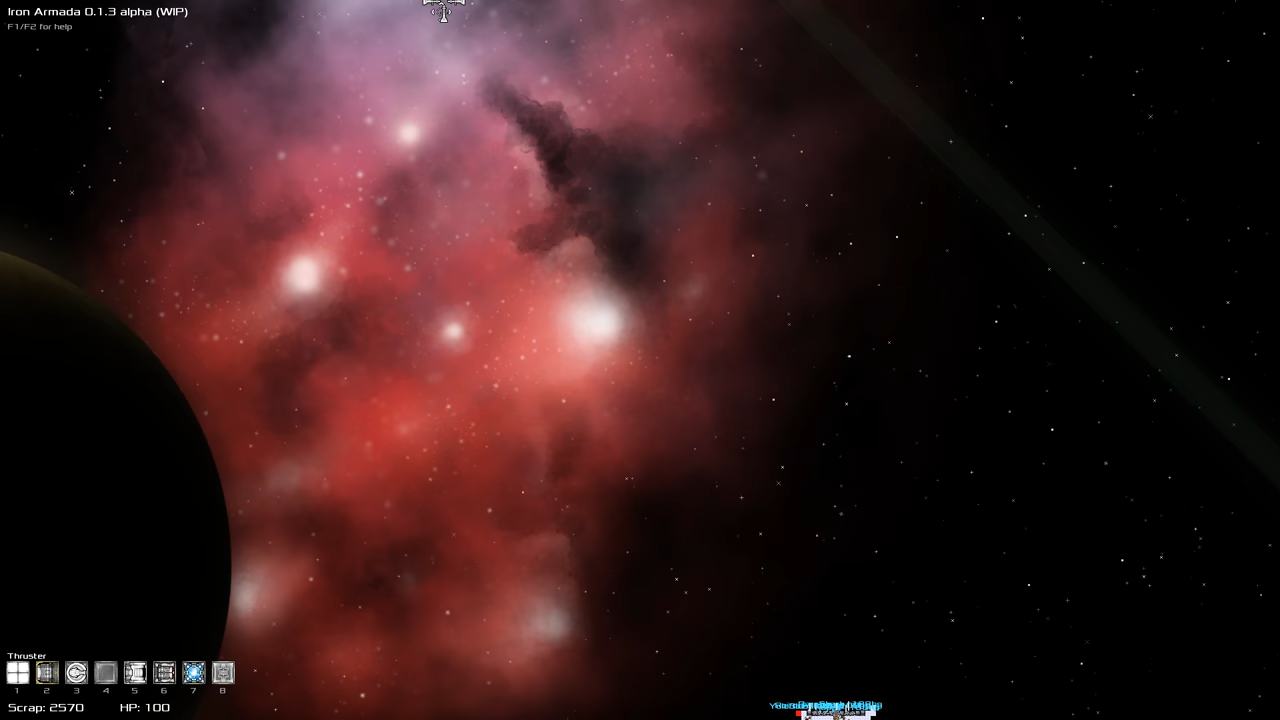 Iron Armada 0.1.3 alpha (WIP)
F1/F2 for help
Thruster
1 2 3 4 5 6 7 8
Scrap: 2570 HP: 100